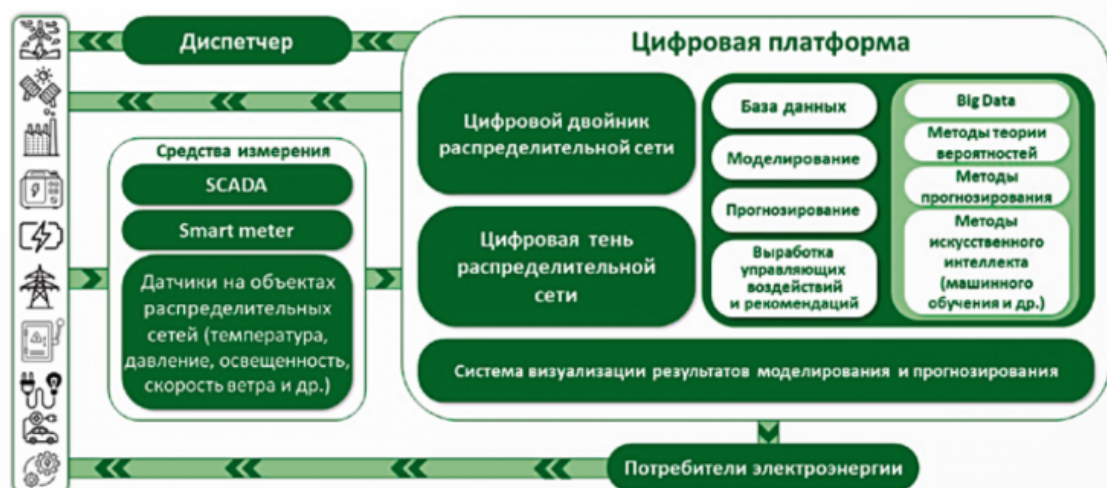 Диспетчер
Цифровая платформа
Средства измерения
SCADA
Smart meter
Датчики на объектах
распределительных
сетей (температура,
давление, освещенность,
скорость ветра и др.)
Цифровой двойник
распределительной сети
Цифровая тень
распределительной
сети
База данных
Моделирование
Прогнозирование
Выработка
управляющих
воздействий
и рекомендаций
Big Data
Методы теории
вероятностей
Методы
прогнозирования
Методы
искусственного
интеллекта
(машинного
обучения и др.)
Система визуализации результатов моделирования и прогнозирования
Потребители электроэнергии